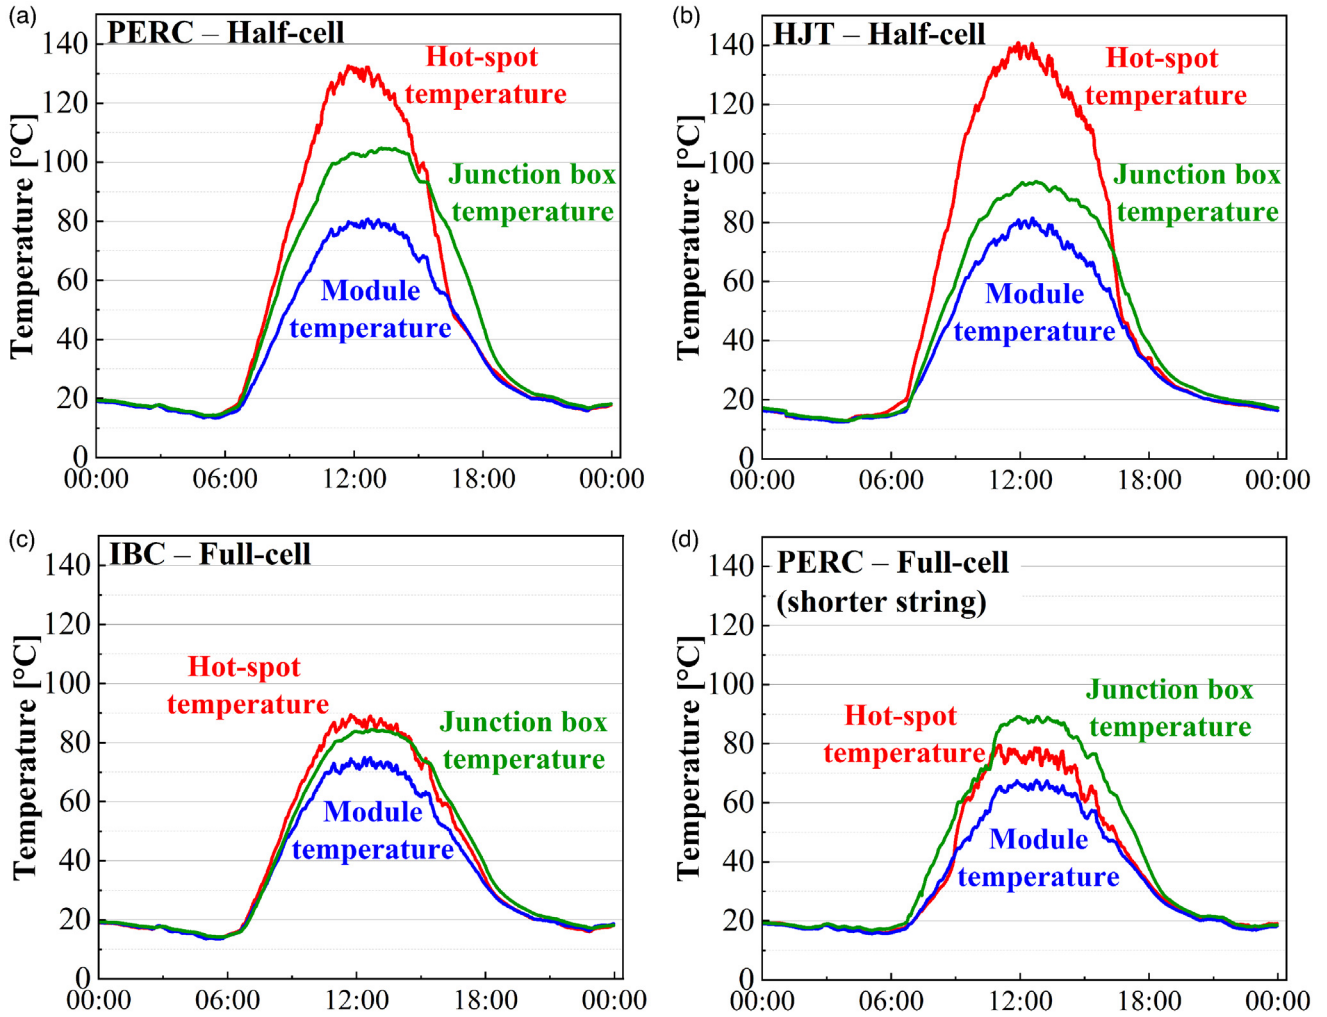 (a)
PERC – Half-cell
Hot-spot
temperature
Junction box
temperature
Module
temperature
Temperature [°C]
140
120
100
80
60
40
20
0
00:00 06:00 12:00 18:00 00:00
(b)
HJT – Half-cell
Hot-spot
temperature
Junction box
temperature
Module
temperature
Temperature [°C]
140
120
100
80
60
40
20
0
00:00 06:00 12:00 18:00 00:00
(c)
IBC – Full-cell
Hot-spot
temperature
Junction box
temperature
Module
temperature
Temperature [°C]
140
120
100
80
60
40
20
0
00:00 06:00 12:00 18:00 00:00
(d)
PERC – Full-cell
(shorter string)
Junction box
temperature
Hot-spot
temperature
Module
temperature
Temperature [°C]
140
120
100
80
60
40
20
0
00:00 06:00 12:00 18:00 00:00